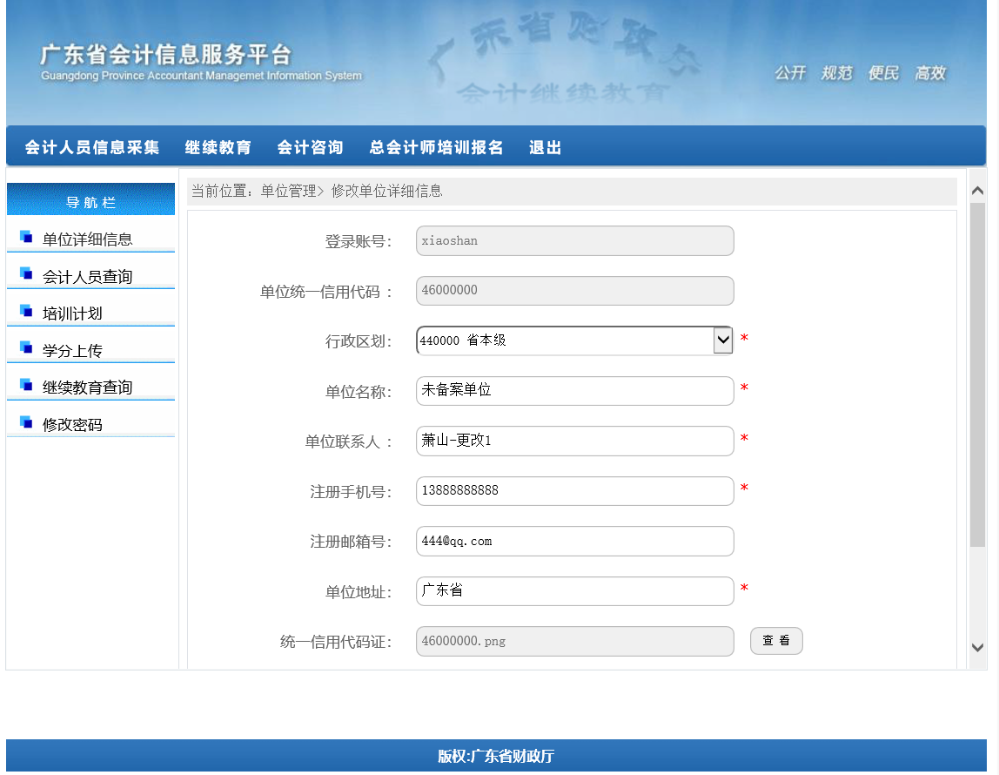 广东省会计信息服务平台
Guangdong Province Accountant Managemet Information System
广东省财政厅
会计继续教育
公开 规范 便民 高效
会计人员信息采集 继续教育 会计咨询 总会计师培训报名 退出
导航栏
单位详细信息
会计人员查询
培训计划
学分上传
继续教育查询
修改密码
当前位置：单位管理> 修改单位详细信息
登录账号： xiaoshan
单位统一信用代码 ： 46000000
行政区划： 440000 省本级 *
单位名称： 未备案单位 *
单位联系人 ： 萧山-更改1 *
注册手机号： 13888888888 *
注册邮箱号： 444@qq.com
单位地址： 广东省 *
统一信用代码证： 46000000.png 查 看
版权:广东省财政厅